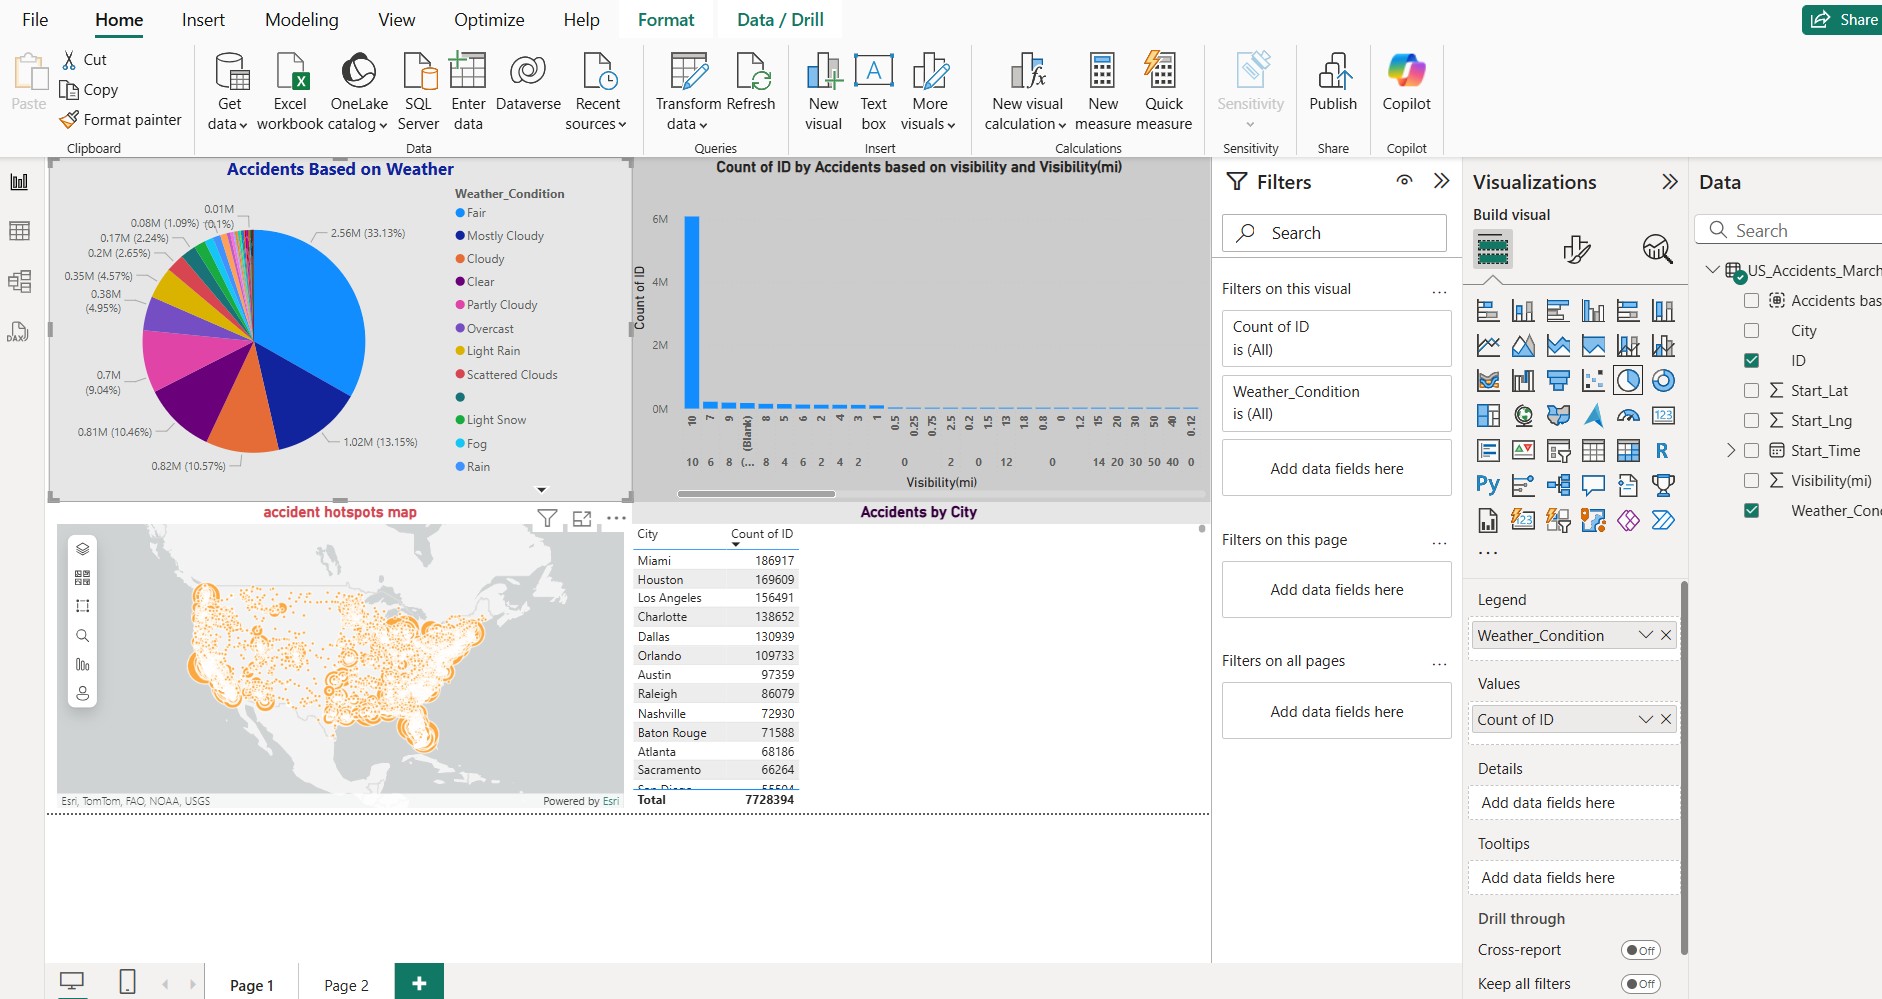 File Home Insert Modeling View Optimize Help Format Data / Drill Share
Paste
Cut
Copy
Format painter
Clipboard
Get data
Excel workbook
OneLake catalog
SQL Server
Enter data
Dataverse
Recent sources
Data
Transform data
Refresh
Queries
New visual
Text box
More visuals
Insert
New visual calculation
New measure
Quick measure
Calculations
Sensitivity
Sensitivity
Publish
Share
Copilot
Copilot
DAX
Accidents Based on Weather
Weather_Condition
Fair
Mostly Cloudy
Cloudy
Clear
Partly Cloudy
Overcast
Light Rain
Scattered Clouds
Light Snow
Fog
Rain
0.01M
(0.1%)
0.08M (1.09%)
0.17M (2.24%)
0.2M (2.65%)
0.35M (4.57%)
0.38M
(4.95%)
0.7M
(9.04%)
0.81M (10.46%)
0.82M (10.57%)
1.02M (13.15%)
2.56M (33.13%)
Count of ID by Accidents based on visibility and Visibility(mi)
Count of ID
6M
4M
2M
0M
10 7 9 (Blank) 8 5 6 2 4 3 1 0.5 0.25 0.75 2.5 0.2 1.5 13 1.8 0.8 0 1.2 15 20 30 50 40 0.12
10 6 8 (... 8 4 6 2 4 2 0 2 0 12 0 14 20 30 50 40 0
Visibility(mi)
accident hotspots map
Esri, TomTom, FAO, NOAA, USGS
Powered by Esri
Accidents by City
City Count of ID
Miami 186917
Houston 169609
Los Angeles 156491
Charlotte 138652
Dallas 130939
Orlando 109733
Austin 97359
Raleigh 86079
Nashville 72930
Baton Rouge 71588
Atlanta 68186
Sacramento 66264
Total 7728394
Page 1
Page 2
Filters
Search
Filters on this visual ...
Count of ID
is (All)
Weather_Condition
is (All)
Add data fields here
Filters on this page ...
Add data fields here
Filters on all pages ...
Add data fields here
Visualizations
Build visual
123
R
Py
123
...
Legend
Weather_Condition
Values
Count of ID
Details
Add data fields here
Tooltips
Add data fields here
Drill through
Cross-report Off
Keep all filters Off
Data
Search
US_Accidents_March
Accidents bas
City
ID
Start_Lat
Start_Lng
Start_Time
Visibility(mi)
Weather_Con